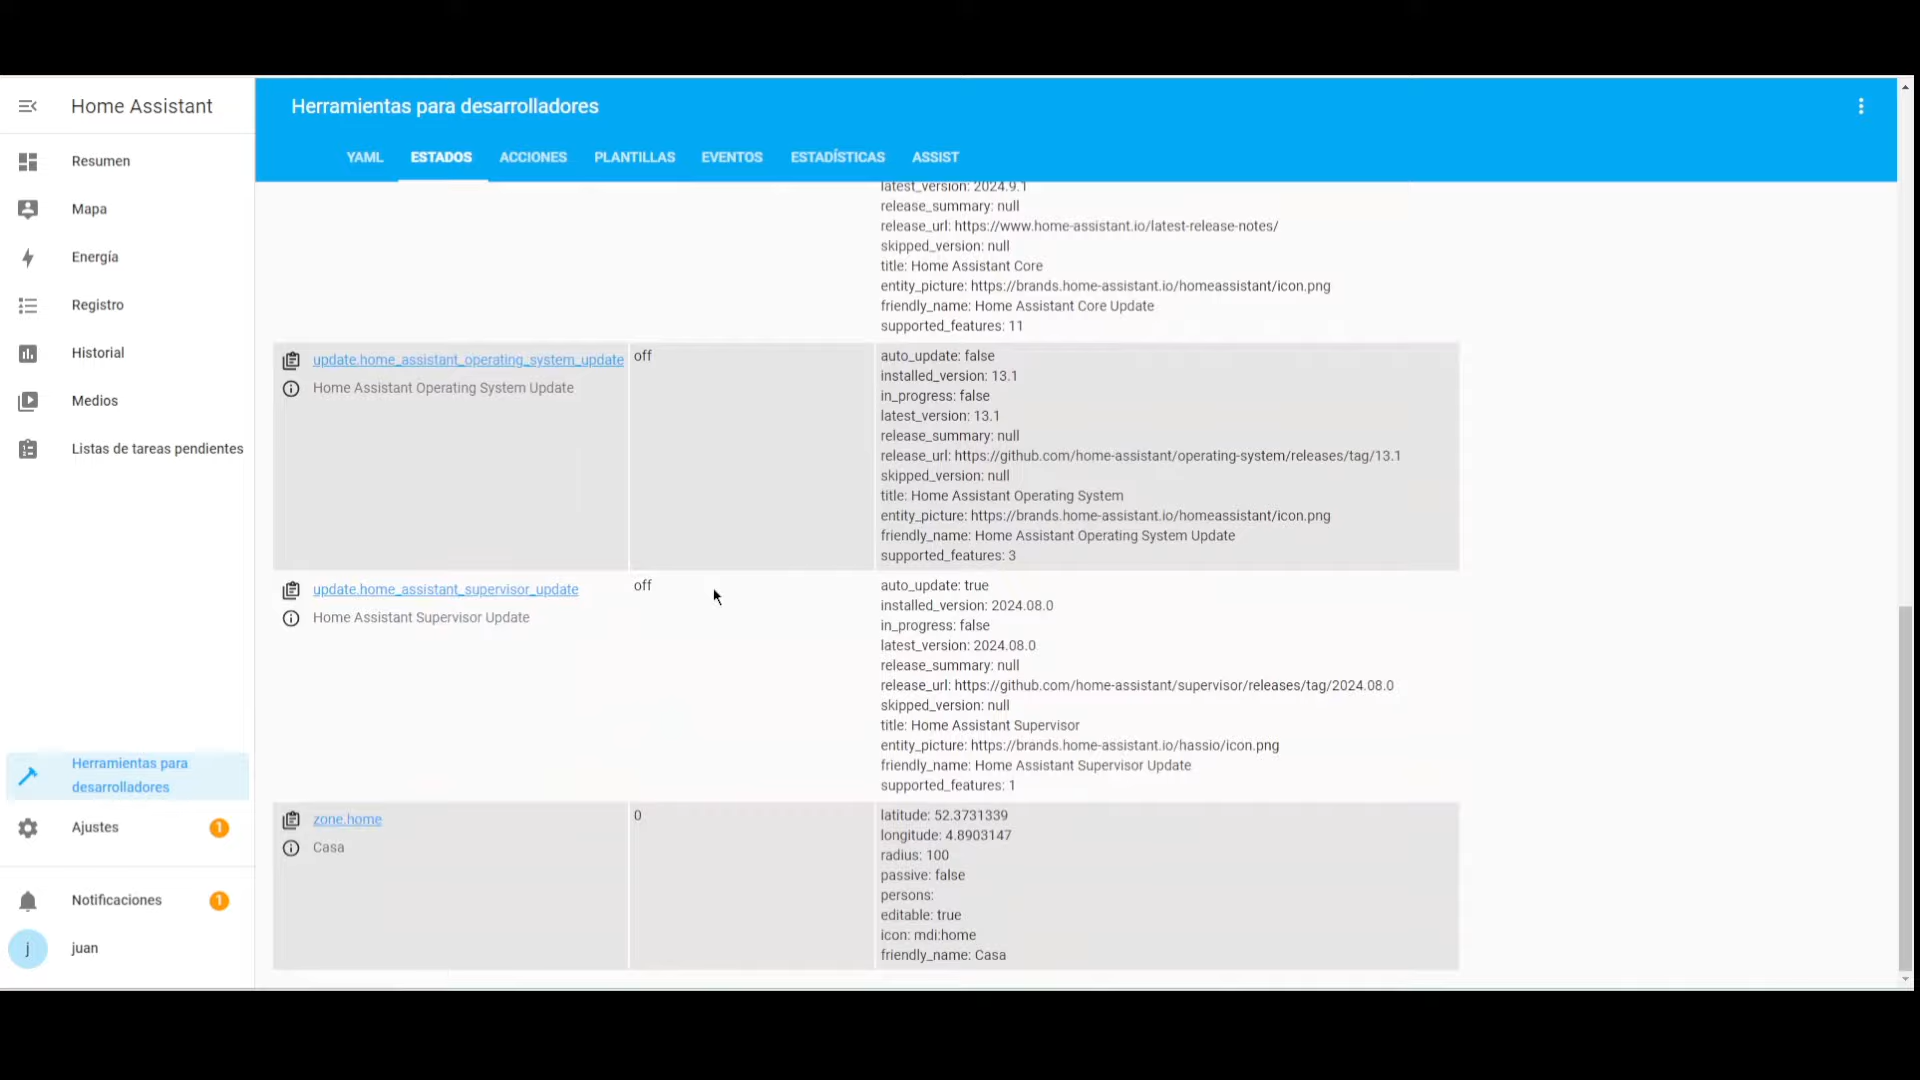 Home Assistant
Resumen
Mapa
Energía
Registro
Historial
Medios
Listas de tareas pendientes
Herramientas para
desarrolladores
Ajustes
1
Notificaciones
1
j
juan
Herramientas para desarrolladores
YAML
ESTADOS
ACCIONES
PLANTILLAS
EVENTOS
ESTADÍSTICAS
ASSIST
latest_version: 2024.9.1
release_summary: null
release_url: https://www.home-assistant.io/latest-release-notes/
skipped_version: null
title: Home Assistant Core
entity_picture: https://brands.home-assistant.io/homeassistant/icon.png
friendly_name: Home Assistant Core Update
supported_features: 11
update.home_assistant_operating_system_update
Home Assistant Operating System Update
off
auto_update: false
installed_version: 13.1
in_progress: false
latest_version: 13.1
release_summary: null
release_url: https://github.com/home-assistant/operating-system/releases/tag/13.1
skipped_version: null
title: Home Assistant Operating System
entity_picture: https://brands.home-assistant.io/homeassistant/icon.png
friendly_name: Home Assistant Operating System Update
supported_features: 3
update.home_assistant_supervisor_update
Home Assistant Supervisor Update
off
auto_update: true
installed_version: 2024.08.0
in_progress: false
latest_version: 2024.08.0
release_summary: null
release_url: https://github.com/home-assistant/supervisor/releases/tag/2024.08.0
skipped_version: null
title: Home Assistant Supervisor
entity_picture: https://brands.home-assistant.io/hassio/icon.png
friendly_name: Home Assistant Supervisor Update
supported_features: 1
zone.home
Casa
0
latitude: 52.3731339
longitude: 4.8903147
radius: 100
passive: false
persons:
editable: true
icon: mdi:home
friendly_name: Casa